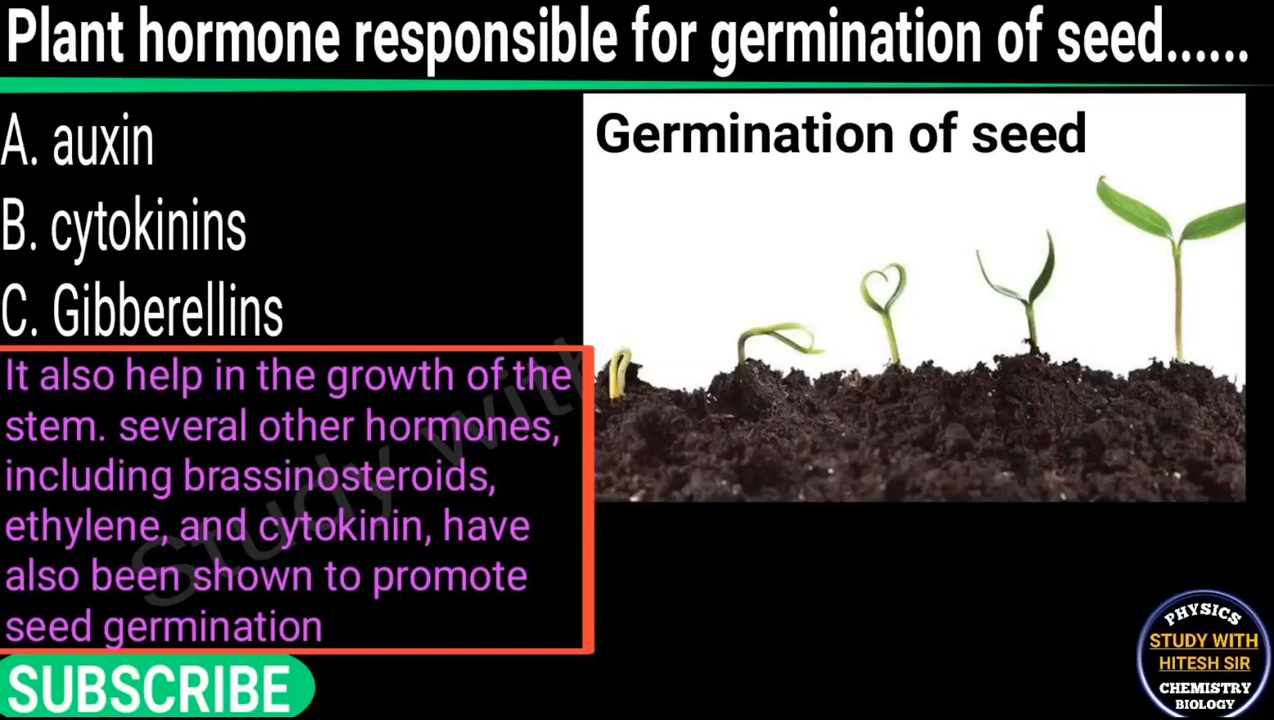 Plant hormone responsible for germination of seed......
A. auxin
B. cytokinins
C. Gibberellins
Germination of seed
It also help in the growth of the
stem. several other hormones,
including brassinosteroids,
ethylene, and cytokinin, have
also been shown to promote
seed germination
Study with
SUBSCRIBE
PHYSICS
STUDY WITH
HITESH SIR
CHEMISTRY
BIOLOGY